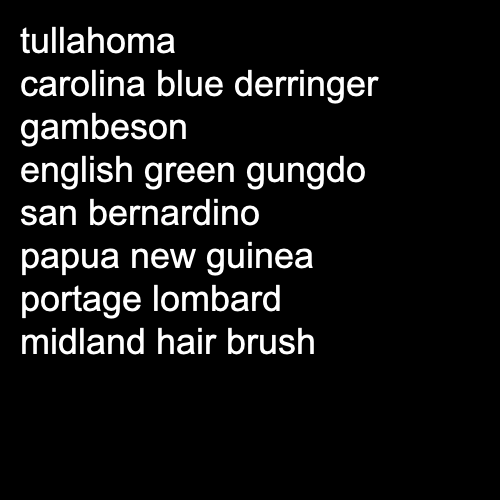 tullahoma
carolina blue derringer
gambeson
english green gungdo
san bernardino
papua new guinea
portage lombard
midland hair brush